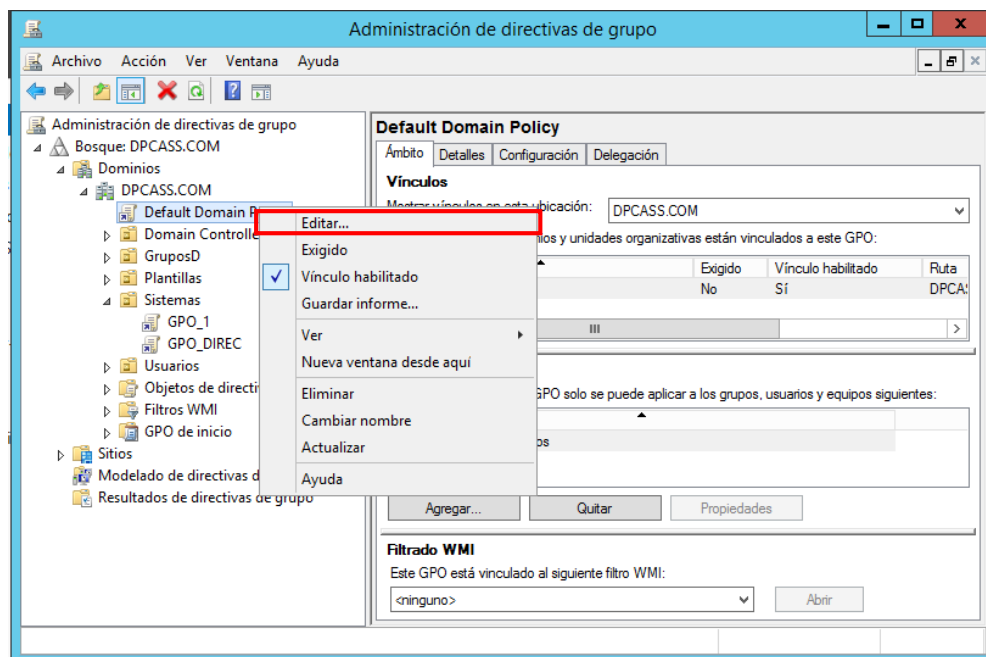 Administración de directivas de grupo
Archivo Acción Ver Ventana Ayuda
Administración de directivas de grupo
Bosque: DPCASS.COM
Dominios
DPCASS.COM
Default Domain
Domain Controlle
GruposD
Plantillas
Sistemas
GPO_1
GPO_DIREC
Usuarios
Objetos de directi
Filtros WMI
GPO de inicio
Sitios
Modelado de directivas d
Resultados de directivas de grupo
Editar...
Exigido
Vínculo habilitado
Guardar informe...
Ver
Nueva ventana desde aquí
Eliminar
Cambiar nombre
Actualizar
Ayuda
Default Domain Policy
Ámbito Detalles Configuración Delegación
Vínculos
Mostrar vínculos en esta ubicación: DPCASS.COM
nios y unidades organizativas están vinculados a este GPO:
Exigido Vínculo habilitado Ruta
No Sí DPCA
GPO solo se puede aplicar a los grupos, usuarios y equipos siguientes:
os
Agregar... Quitar Propiedades
Filtrado WMI
Este GPO está vinculado al siguiente filtro WMI:
<ninguno> Abrir